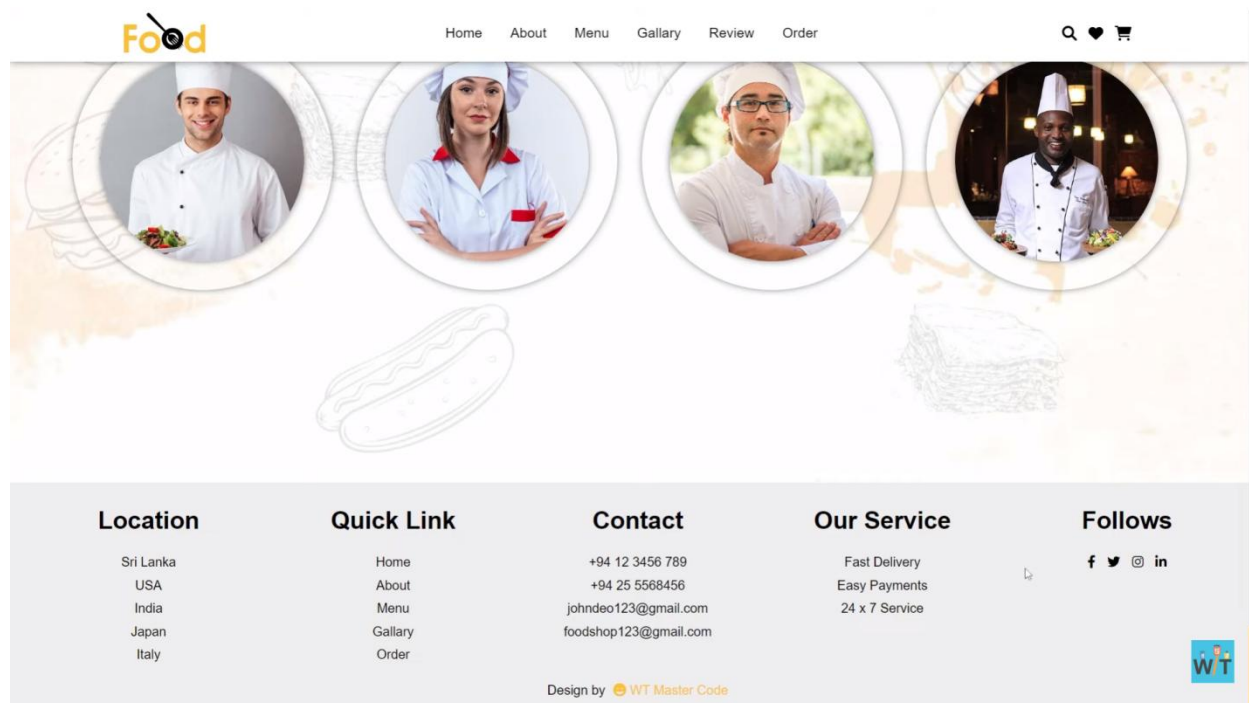 Food
Home About Menu Gallary Review Order
Location
Sri Lanka
USA
India
Japan
Italy
Quick Link
Home
About
Menu
Gallary
Order
Contact
+94 12 3456 789
+94 25 5568456
johndeo123@gmail.com
foodshop123@gmail.com
Our Service
Fast Delivery
Easy Payments
24 x 7 Service
Follows
Design by WT Master Code
WT